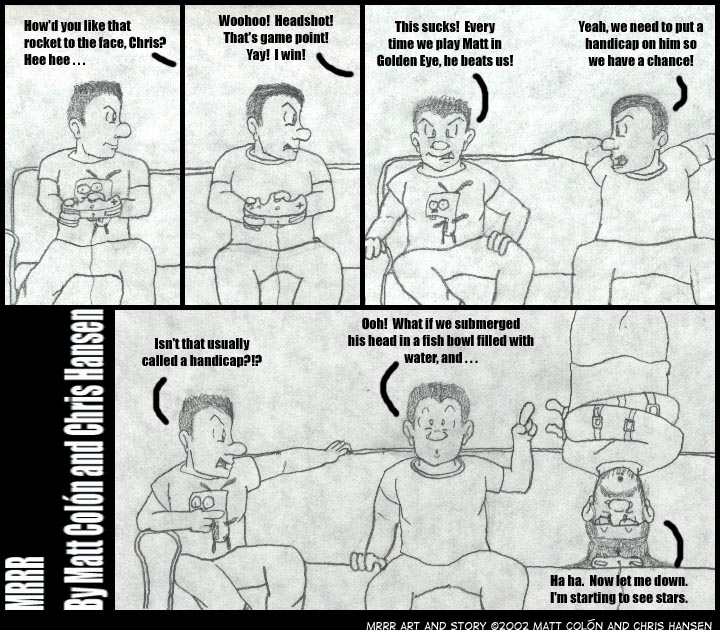 How'd you like that
rocket to the face, Chris?
Hee hee . . .
Woohoo! Headshot!
That's game point!
Yay! I win!
This sucks! Every
time we play Matt in
Golden Eye, he beats us!
Yeah, we need to put a
handicap on him so
we have a chance!
MRRR
By Matt Colón and Chris Hansen
Isn't that usually
called a handicap?!?
Ooh! What if we submerged
his head in a fish bowl filled with
water, and . . .
Ha ha. Now let me down.
I'm starting to see stars.
MRRR ART AND STORY ©2002 MATT COLÓN AND CHRIS HANSEN